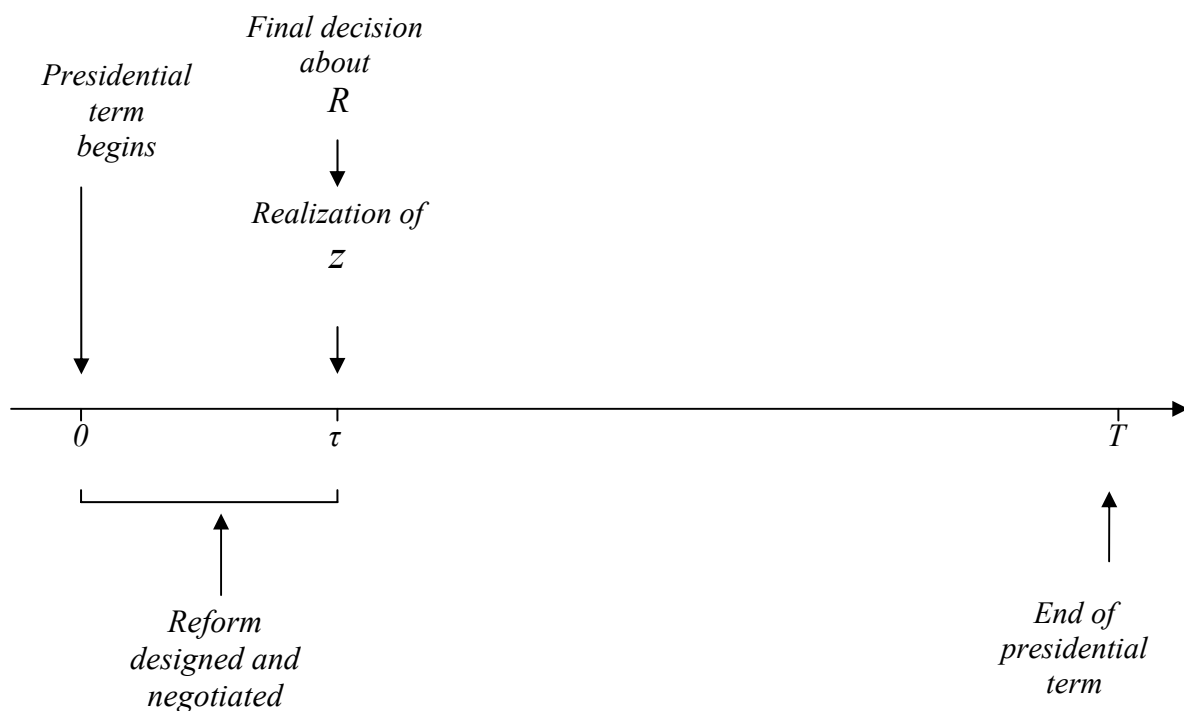 Presidential
term
begins
Final decision
about
R
Realization of
z
0
τ
T
Reform
designed and
negotiated
End of
presidential
term